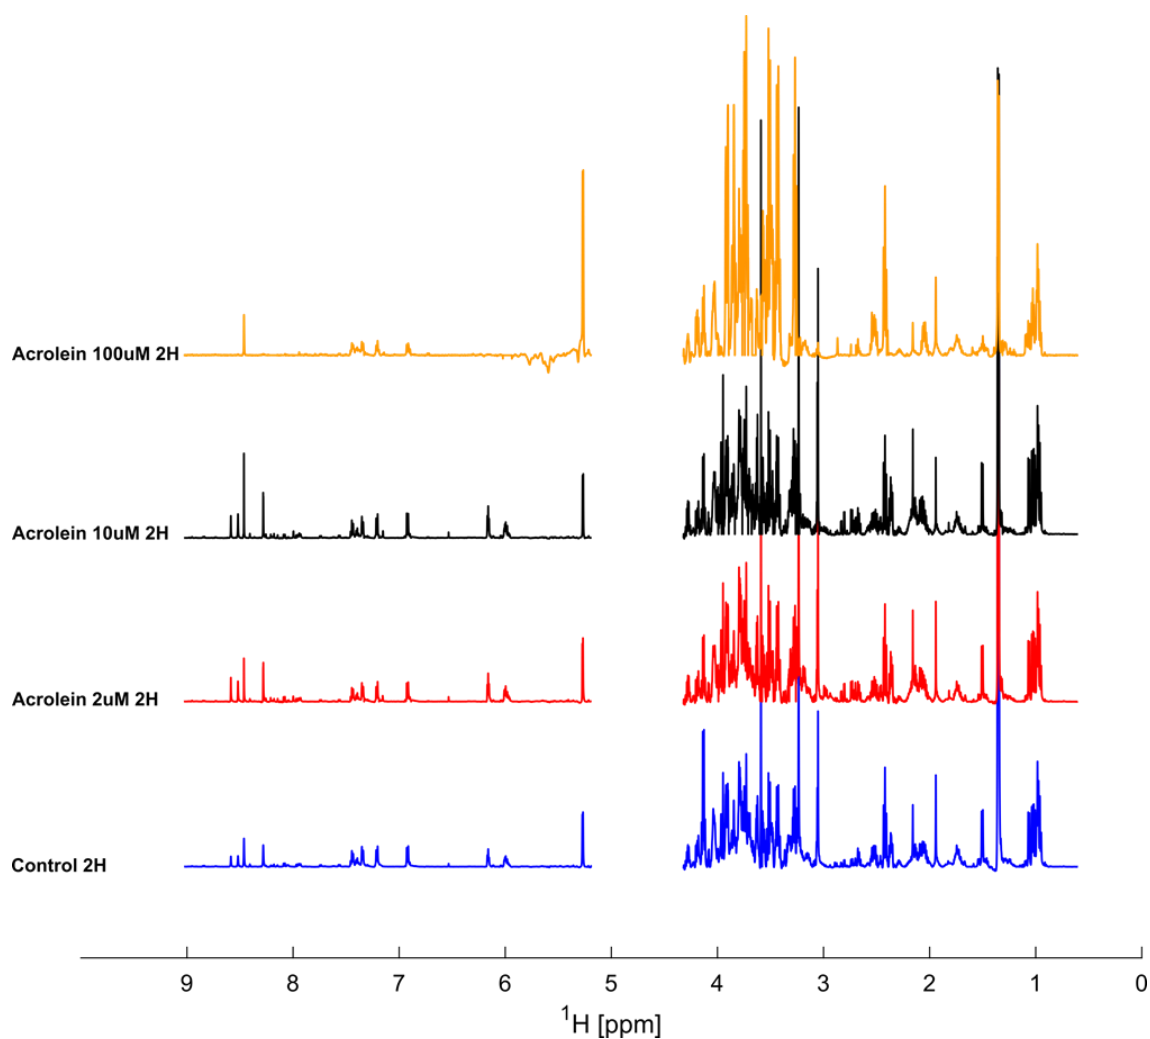 Acrolein 100uM 2H
Acrolein 10uM 2H
Acrolein 2uM 2H
Control 2H
9 8 7 6 5 4 3 2 1 0
¹H [ppm]